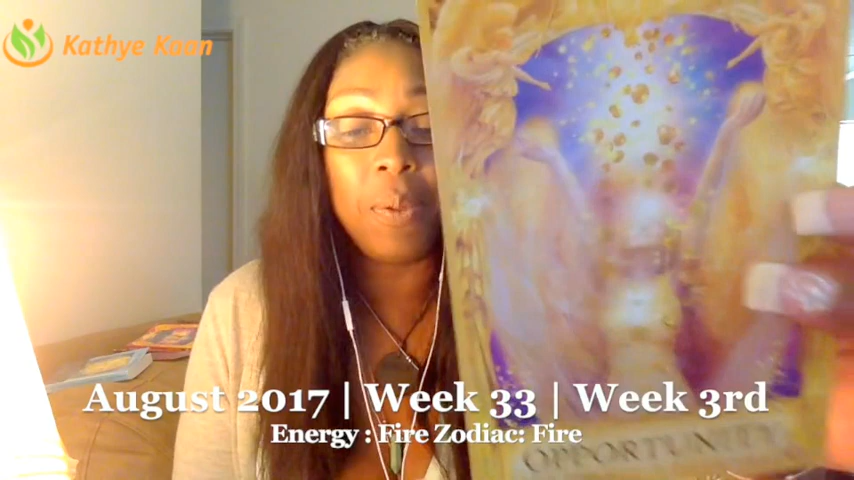 Kathye Kaan
August 2017 | Week 33 | Week 3rd
Energy : Fire Zodiac: Fire
OPPORTUNITY